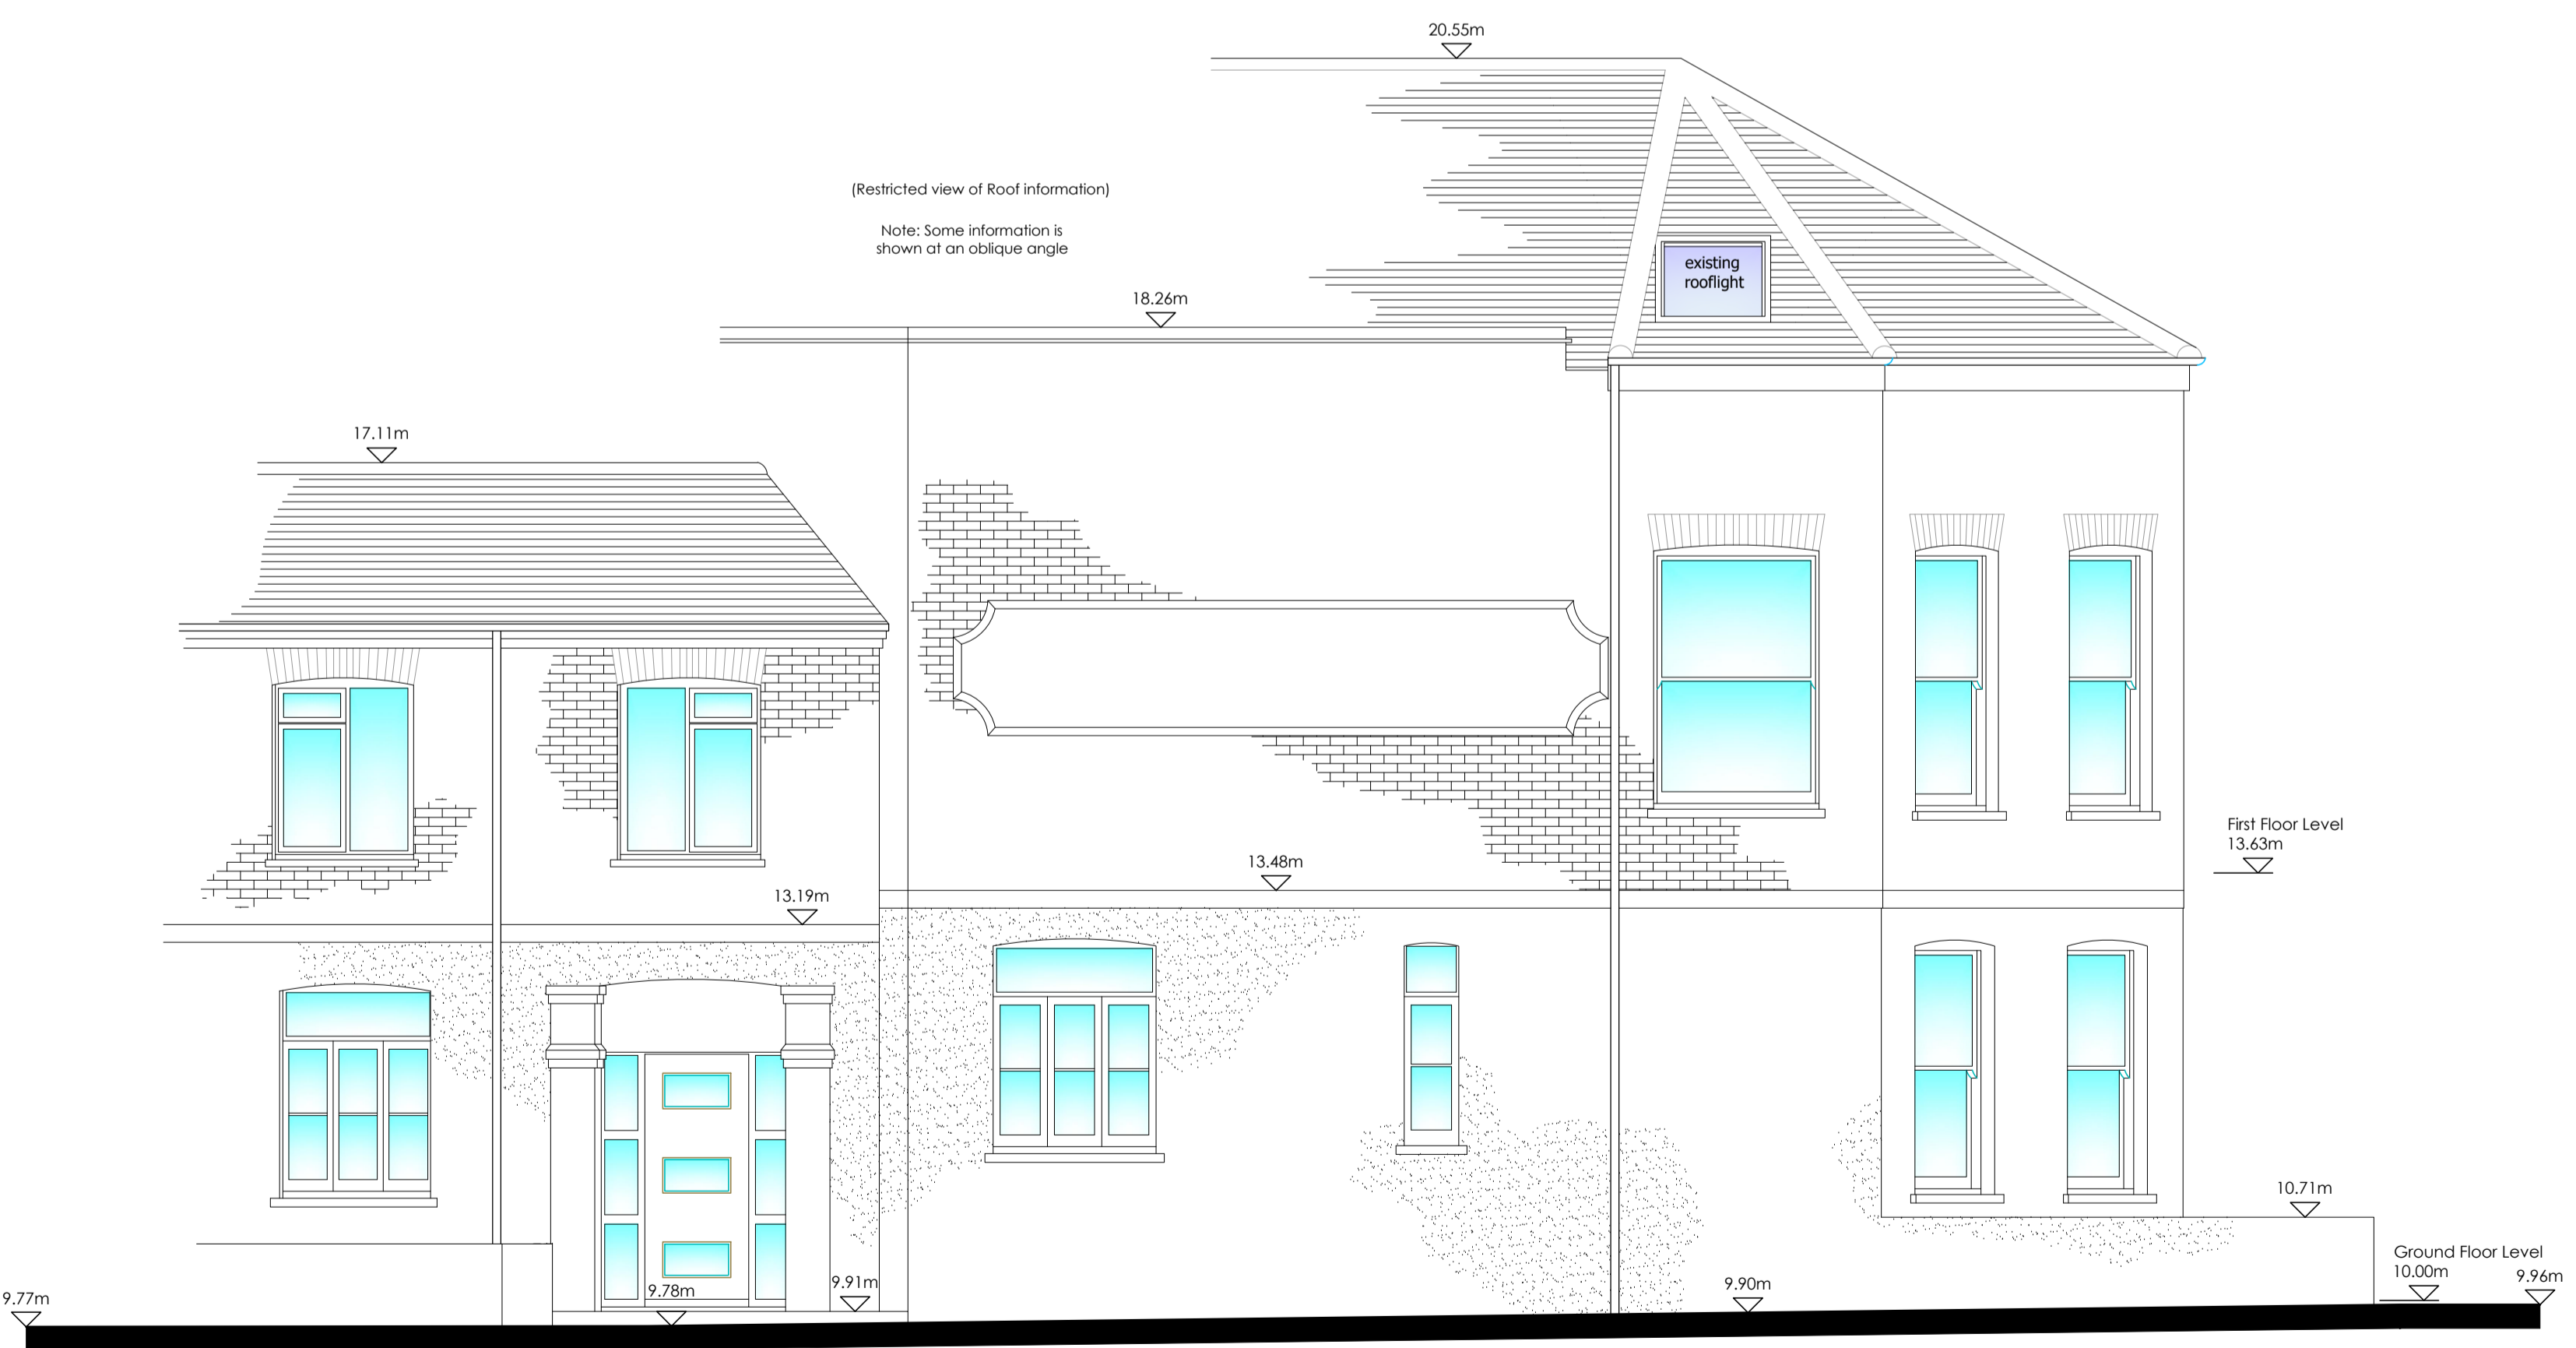 20.55m
(Restricted view of Roof information)
Note: Some information is
shown at an oblique angle
existing
rooflight
18.26m
17.11m
First Floor Level
13.63m
13.48m
13.19m
10.71m
Ground Floor Level
10.00m
9.96m
9.91m
9.90m
9.78m
9.77m